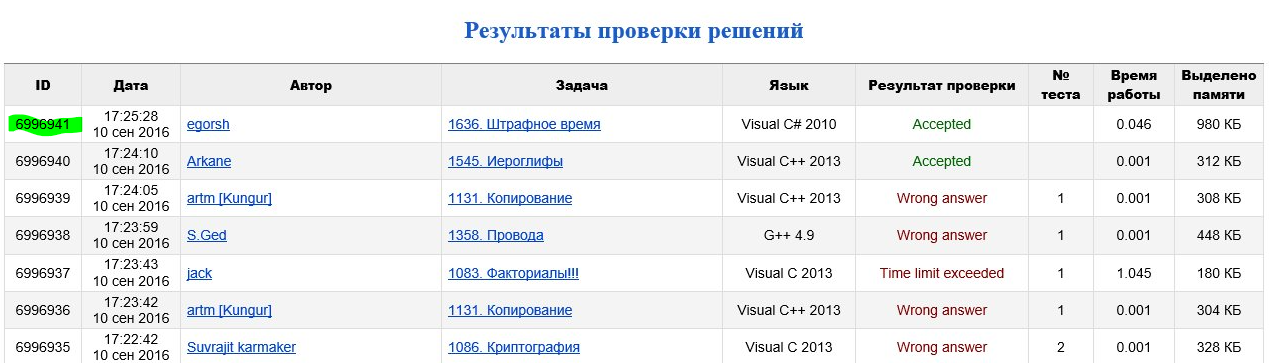 Результаты проверки решений
ID Дата Автор Задача Язык Результат проверки № теста Время работы Выделено памяти
6996941 17:25:28 10 сен 2016 egorsh 1636. Штрафное время Visual C# 2010 Accepted 0.046 980 КБ
6996940 17:24:10 10 сен 2016 Arkane 1545. Иероглифы Visual C++ 2013 Accepted 0.001 312 КБ
6996939 17:24:05 10 сен 2016 artm [Kungur] 1131. Копирование Visual C++ 2013 Wrong answer 1 0.001 308 КБ
6996938 17:23:59 10 сен 2016 S.Ged 1358. Провода G++ 4.9 Wrong answer 1 0.001 448 КБ
6996937 17:23:43 10 сен 2016 jack 1083. Факториалы!!! Visual C 2013 Time limit exceeded 1 1.045 180 КБ
6996936 17:23:42 10 сен 2016 artm [Kungur] 1131. Копирование Visual C++ 2013 Wrong answer 1 0.001 304 КБ
6996935 17:22:42 10 сен 2016 Suvrajit karmaker 1086. Криптография Visual C 2013 Wrong answer 2 0.001 328 КБ